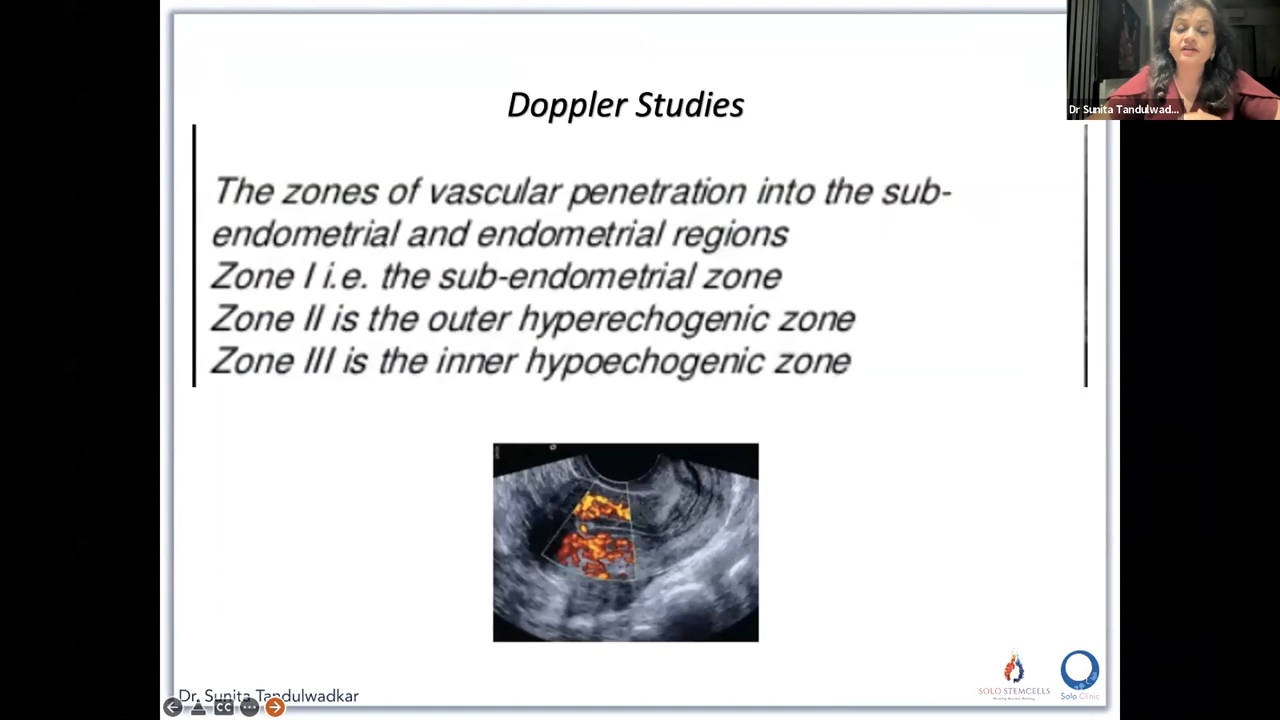 Doppler Studies
The zones of vascular penetration into the sub-
endometrial and endometrial regions
Zone I i.e. the sub-endometrial zone
Zone II is the outer hyperechogenic zone
Zone III is the inner hypoechogenic zone
Dr Sunita Tandulwad...
Dr. Sunita Tandulwadkar
CC
SOLO STEMCELLS
Solo Clinic